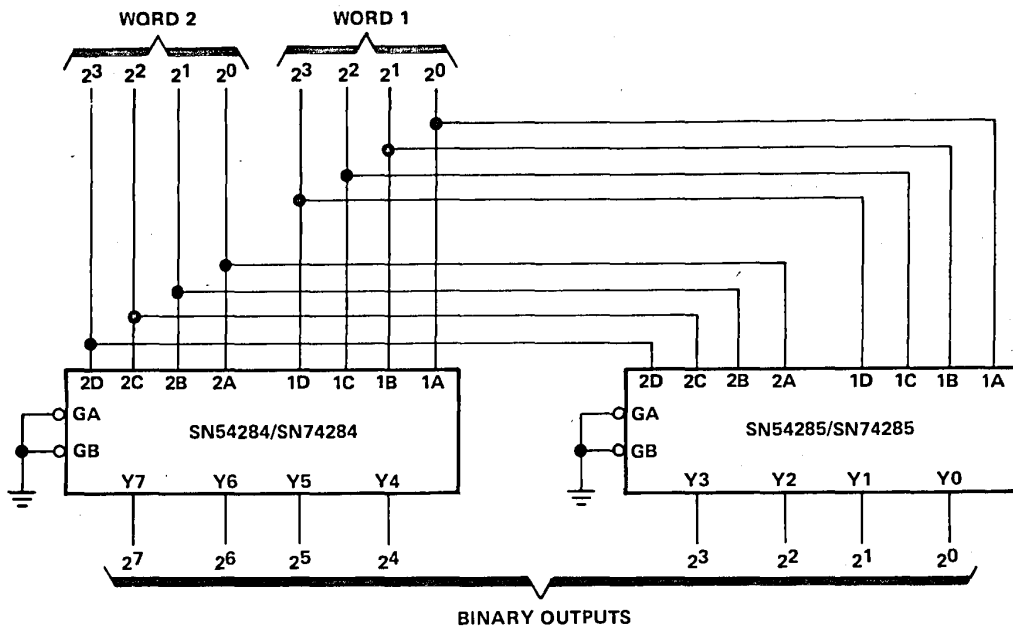 WORD 2 WORD 1
2³ 2² 2¹ 2⁰ 2³ 2² 2¹ 2⁰
2D 2C 2B 2A 1D 1C 1B 1A 2D 2C 2B 2A 1D 1C 1B 1A
GA GA
SN54284/SN74284 SN54285/SN74285
GB GB
Y7 Y6 Y5 Y4 Y3 Y2 Y1 Y0
2⁷ 2⁶ 2⁵ 2⁴ 2³ 2² 2¹ 2⁰
BINARY OUTPUTS